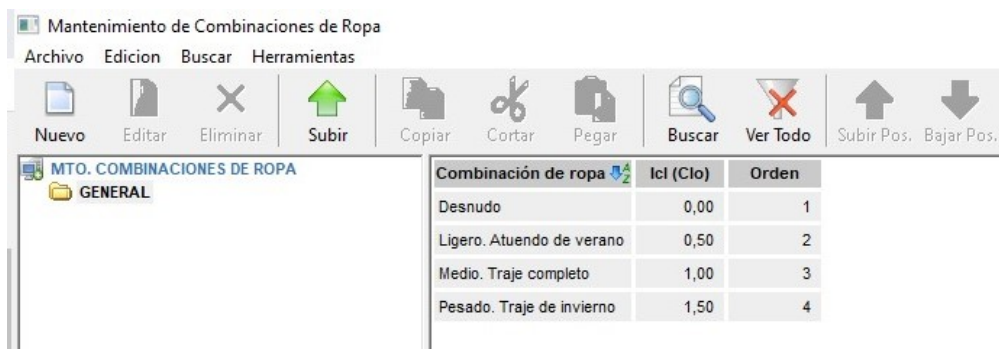 Mantenimiento de Combinaciones de Ropa
Archivo Edicion Buscar Herramientas
Nuevo Editar Eliminar Subir Copiar Cortar Pegar Buscar Ver Todo Subir Pos. Bajar Pos.
MTO. COMBINACIONES DE ROPA
GENERAL
Combinación de ropa Icl (Clo) Orden
Desnudo 0,00 1
Ligero. Atuendo de verano 0,50 2
Medio. Traje completo 1,00 3
Pesado. Traje de invierno 1,50 4